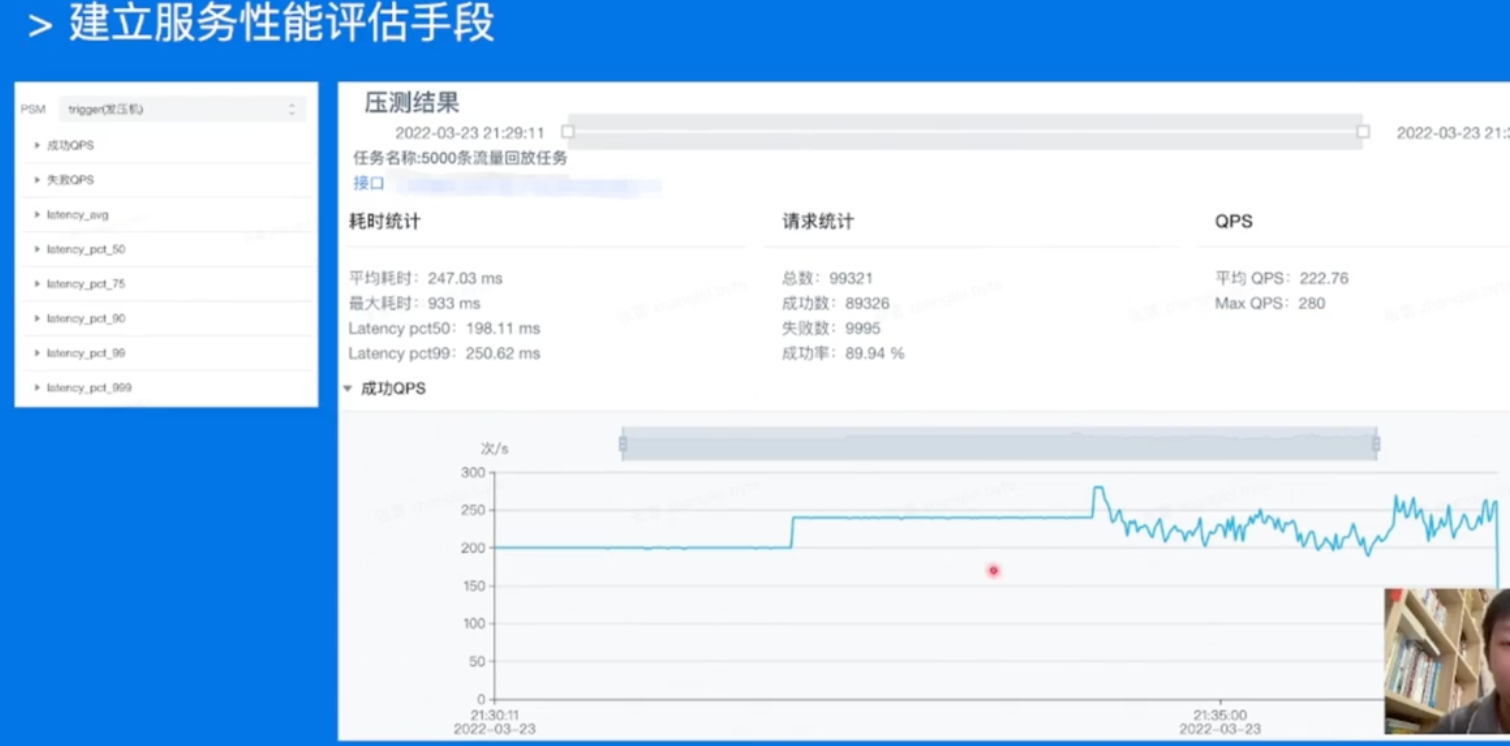 > 建立服务性能评估手段
PSM trigger(发压机)
成功QPS
失败QPS
latency_avg
latency_pct_50
latency_pct_75
latency_pct_90
latency_pct_99
latency_pct_999
压测结果
2022-03-23 21:29:11 2022-03-23 21:
任务名称:5000条流量回放任务
接口
耗时统计
平均耗时: 247.03 ms
最大耗时: 933 ms
Latency pct50: 198.11 ms
Latency pct99: 250.62 ms
请求统计
总数: 99321
成功数: 89326
失败数: 9995
成功率: 89.94 %
QPS
平均 QPS: 222.76
Max QPS: 280
成功QPS
次/s
300
250
200
150
100
50
0
21:30:11
2022-03-23
21:35:00
2022-03-23